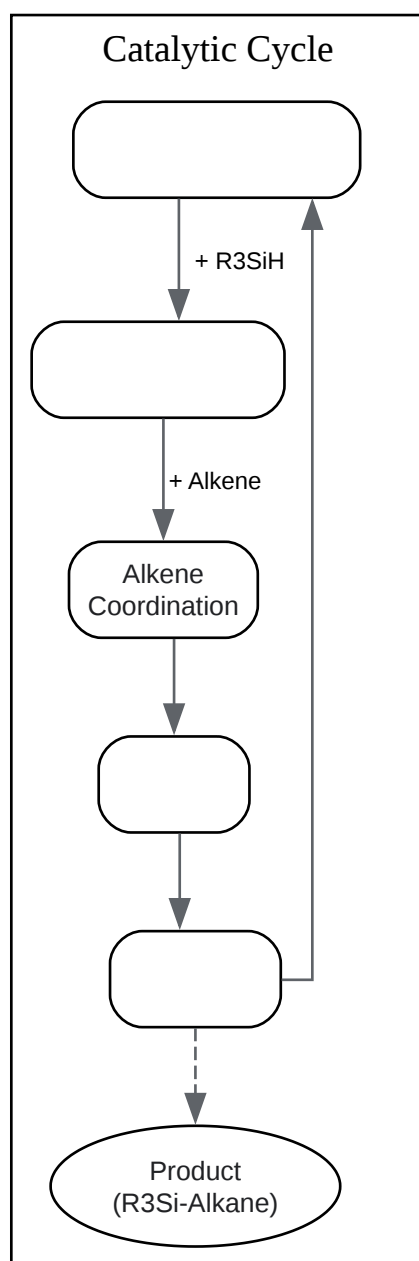 Catalytic Cycle
+ R3SiH
+ Alkene
Alkene
Coordination
Product
(R3Si-Alkane)